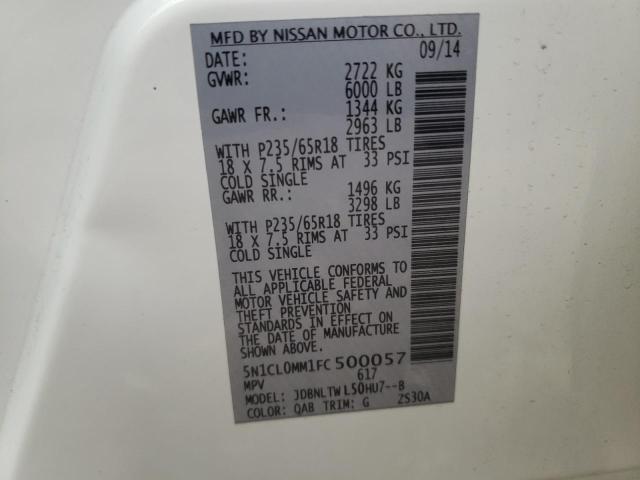 MFD BY NISSAN MOTOR CO., LTD.
DATE: 09/14
GVWR: 2722 KG
6000 LB
GAWR FR.: 1344 KG
2963 LB
WITH P235/65R18 TIRES
18 X 7.5 RIMS AT 33 PSI
COLD SINGLE
GAWR RR.: 1496 KG
3298 LB
WITH P235/65R18 TIRES
18 X 7.5 RIMS AT 33 PSI
COLD SINGLE
THIS VEHICLE CONFORMS TO
ALL APPLICABLE FEDERAL
MOTOR VEHICLE SAFETY AND
THEFT PREVENTION
STANDARDS IN EFFECT ON
THE DATE OF MANUFACTURE
SHOWN ABOVE.
5N1CL0MM1FC500057
MPV 617
MODEL: JDBNLTWL50HU7--B
COLOR: QAB TRIM: G ZS30A